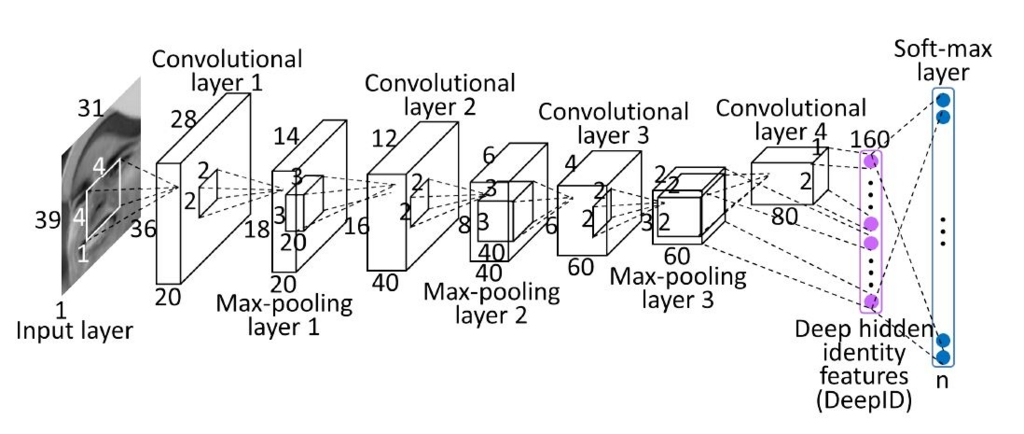 Convolutional
layer 1
Convolutional
layer 2
Convolutional
layer 3
Convolutional
layer 4
Soft-max
layer
31
39
4
4
1
1
Input layer
28
36
2
2
20
14
18
3
3
20
20
Max-pooling
layer 1
12
16
2
2
40
6
8
3
3
40
40
Max-pooling
layer 2
4
6
2
2
60
2
3
2
2
60
Max-pooling
layer 3
1
2
80
160
Deep hidden
identity
features
(DeepID)
n